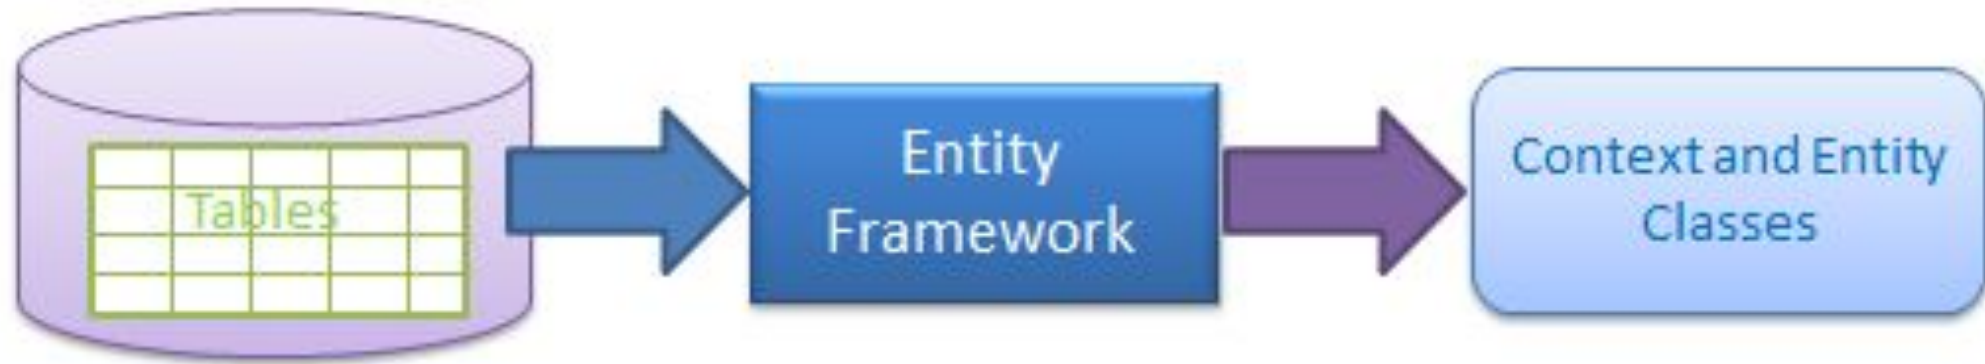 Tables
Entity
Framework
Context and Entity
Classes